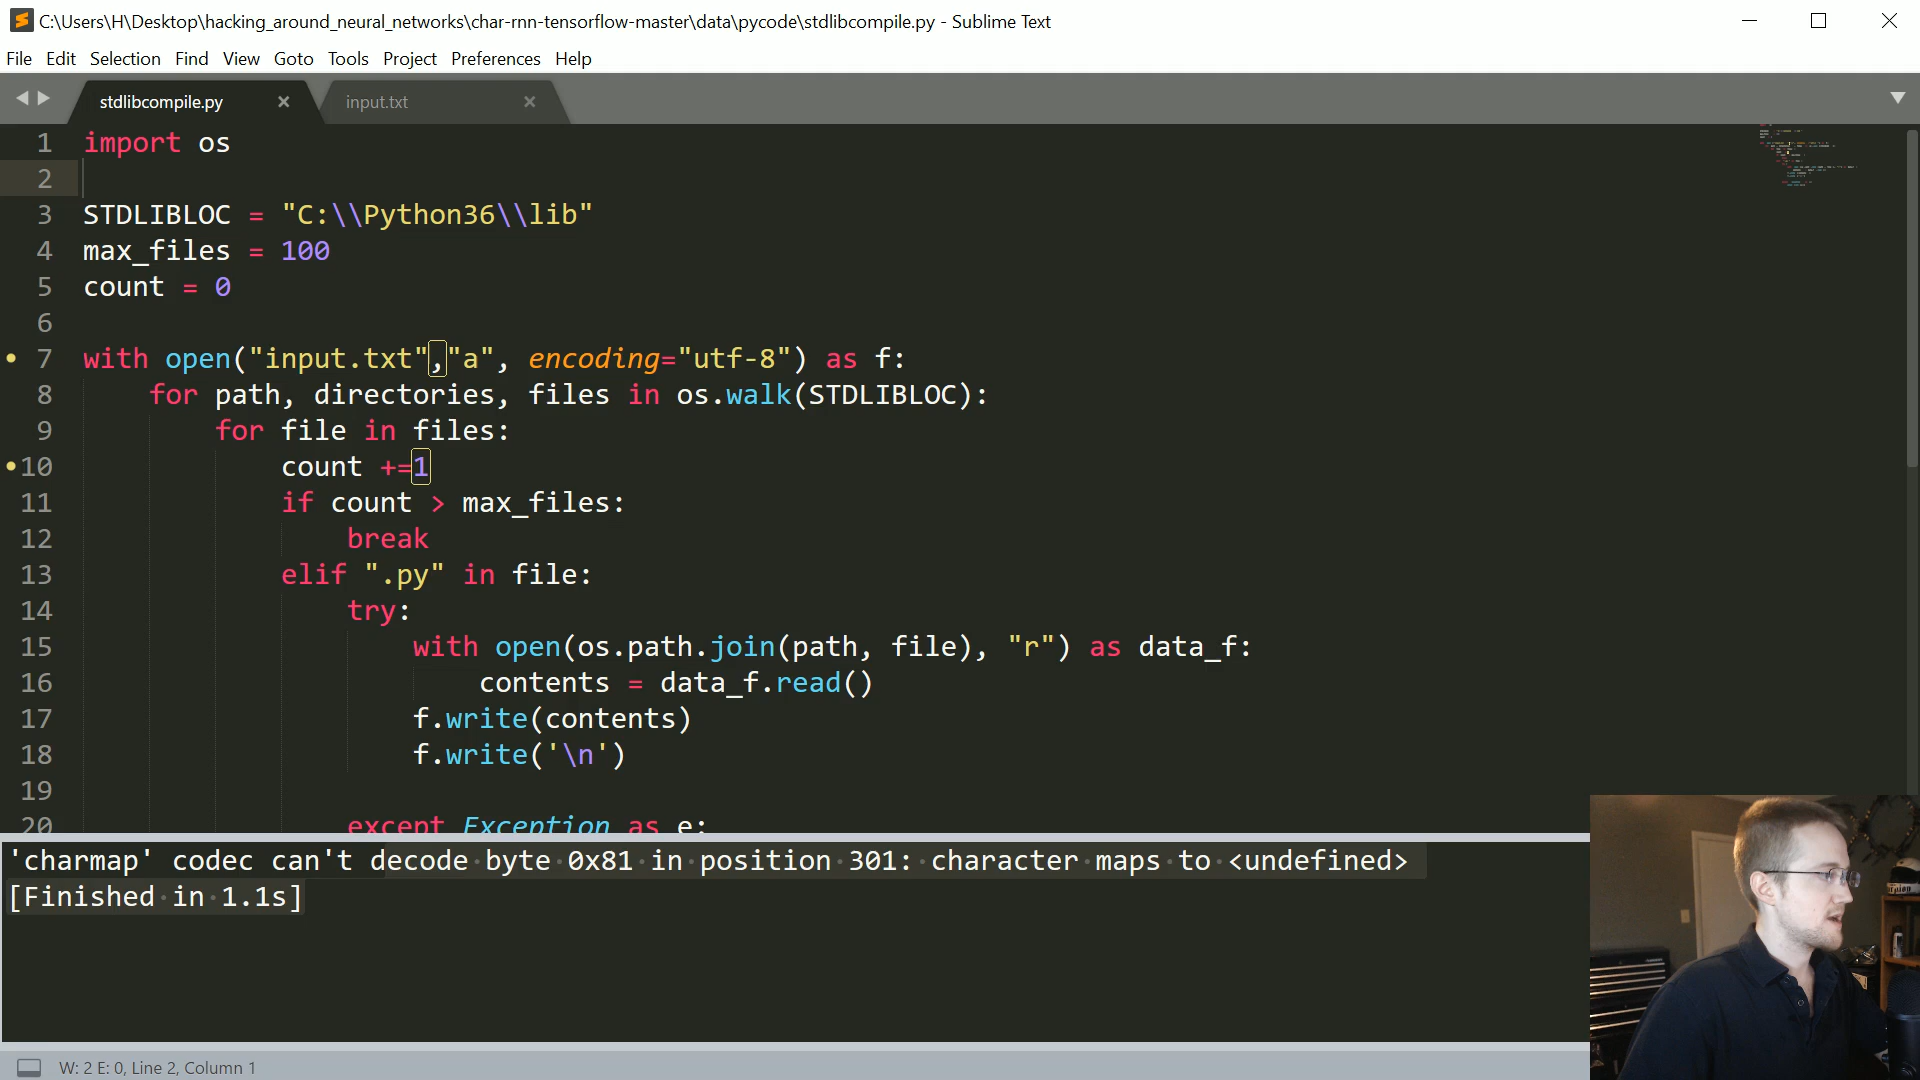 C:\Users\H\Desktop\hacking_around_neural_networks\char-rnn-tensorflow-master\data\pycode\stdlibcompile.py - Sublime Text
File Edit Selection Find View Goto Tools Project Preferences Help
stdlibcompile.py × input.txt ×
1 import os
2
3 STDLIBLOC = "C:\\Python36\\lib"
4 max_files = 100
5 count = 0
6
7 with open("input.txt","a", encoding="utf-8") as f:
8 for path, directories, files in os.walk(STDLIBLOC):
9 for file in files:
10 count +=1
11 if count > max_files:
12 break
13 elif ".py" in file:
14 try:
15 with open(os.path.join(path, file), "r") as data_f:
16 contents = data_f.read()
17 f.write(contents)
18 f.write('\n')
19
20 except Exception as e:
'charmap' codec can't decode byte 0x81 in position 301: character maps to <undefined>
[Finished in 1.1s]
W: 2 E: 0, Line 2, Column 1